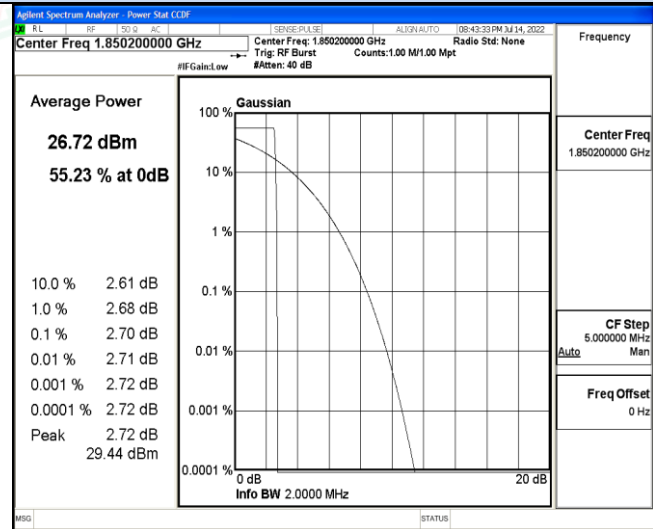 Agilent Spectrum Analyzer - Power Stat CCDF
RL RF 50 Ω AC SENSE:PULSE ALIGN AUTO 08:43:33 PM Jul 14, 2022
Center Freq 1.850200000 GHz
Center Freq: 1.850200000 GHz Radio Std: None
Trig: RF Burst Counts:1.00 M/1.00 Mpt
#IFGain:Low #Atten: 40 dB
Frequency
Average Power
26.72 dBm
55.23 % at 0dB
10.0 % 2.61 dB
1.0 % 2.68 dB
0.1 % 2.70 dB
0.01 % 2.71 dB
0.001 % 2.72 dB
0.0001 % 2.72 dB
Peak 2.72 dB
29.44 dBm
Gaussian
100 %
10 %
1 %
0.1 %
0.01 %
0.001 %
0.0001 %
0 dB 20 dB
Info BW 2.0000 MHz
Center Freq
1.850200000 GHz
CF Step
5.000000 MHz
Auto Man
Freq Offset
0 Hz
MSG STATUS